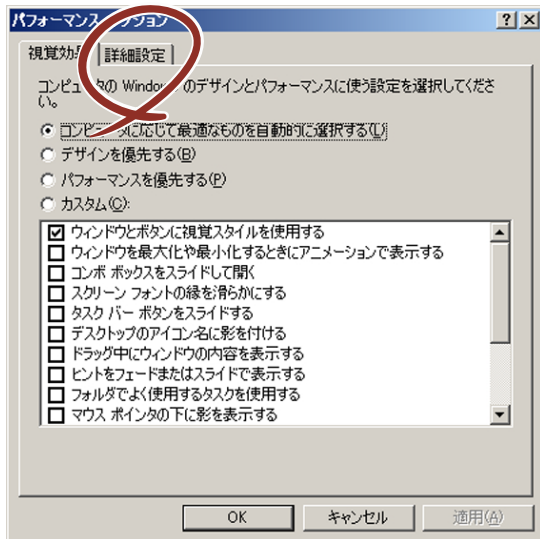 パフォーマンス オプション
視覚効果
詳細設定
コンピュータの Windows のデザインとパフォーマンスに使う設定を選択してくださ
い。
コンピュータに応じて最適なものを自動的に選択する(L)
デザインを優先する(B)
パフォーマンスを優先する(P)
カスタム(C):
ウィンドウとボタンに視覚スタイルを使用する
ウィンドウを最大化や最小化するときにアニメーションで表示する
コンボ ボックスをスライドして開く
スクリーン フォントの縁を滑らかにする
タスク バー ボタンをスライドする
デスクトップのアイコン名に影を付ける
ドラッグ中にウィンドウの内容を表示する
ヒントをフェードまたはスライドで表示する
フォルダでよく使用するタスクを使用する
マウス ポインタの下に影を表示する
OK キャンセル 適用(A)